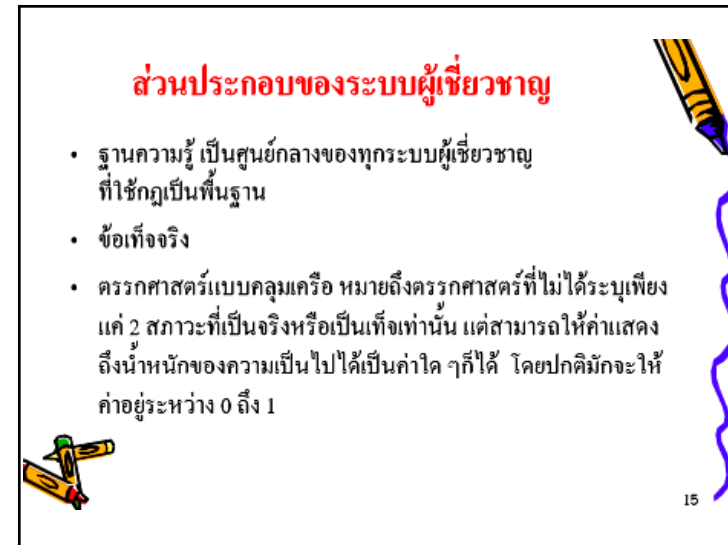 ส่วนประกอบของระบบผู้เชี่ยวชาญ
• ฐานความรู้ เป็นศูนย์กลางของทุกระบบผู้เชี่ยวชาญ
ที่ใช้กฎเป็นพื้นฐาน
• ข้อเท็จจริง
• ตรรกศาสตร์แบบคลุมเครือ หมายถึงตรรกศาสตร์ที่ไม่ได้ระบุเพียง
แค่ 2 สภาวะที่เป็นจริงหรือเป็นเท็จเท่านั้น แต่สามารถให้ค่าแสดง
ถึงน้ำหนักของความเป็นไปได้เป็นค่าใด ๆก็ได้ โดยปกติมักจะให้
ค่าอยู่ระหว่าง 0 ถึง 1
15